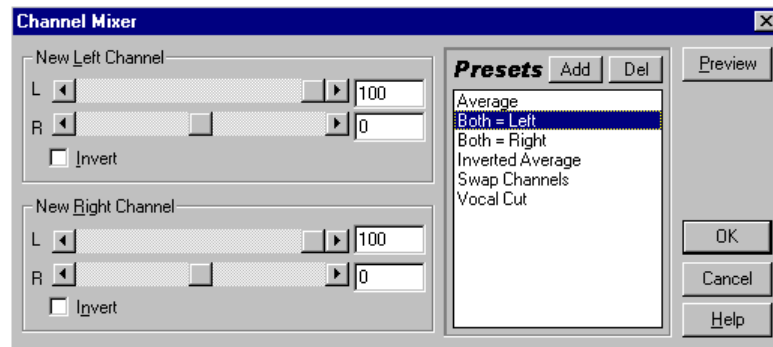 Channel Mixer
New Left Channel
L 100
R 0
Invert
New Right Channel
L 100
R 0
Invert
Presets Add Del
Average
Both = Left
Both = Right
Inverted Average
Swap Channels
Vocal Cut
Preview
OK
Cancel
Help